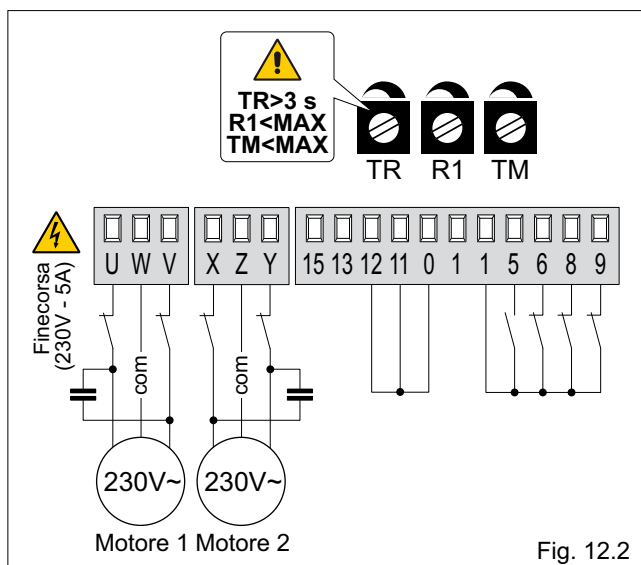 TR>3 s
R1<MAX
TM<MAX
TR R1 TM
U W V X Z Y 15 13 12 11 0 1 1 5 6 8 9
Finecorsa
(230V - 5A)
com com
230V~ 230V~
Motore 1 Motore 2
Fig. 12.2